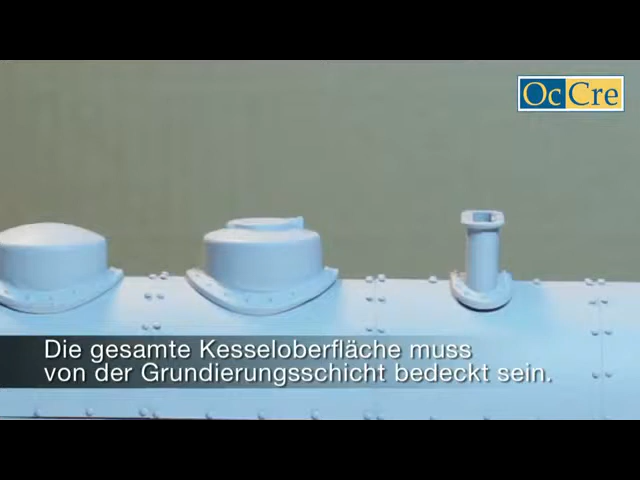 OcCre
Die gesamte Kesseloberfläche muss
von der Grundierungsschicht bedeckt sein.